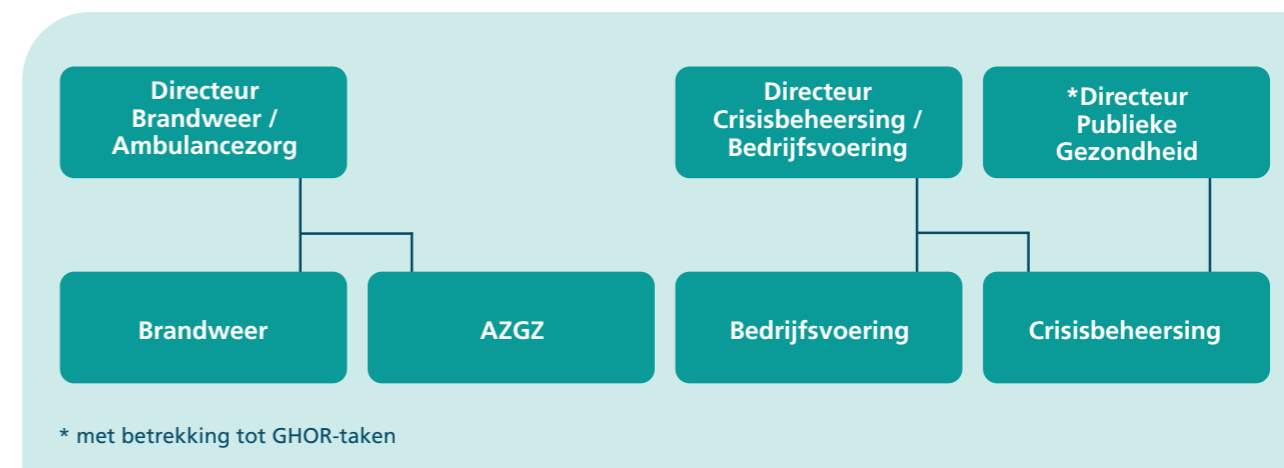 Directeur
Brandweer /
Ambulancezorg
Directeur
Crisisbeheersing /
Bedrijfsvoering
*Directeur
Publieke
Gezondheid
Brandweer
AZGZ
Bedrijfsvoering
Crisisbeheersing
* met betrekking tot GHOR-taken